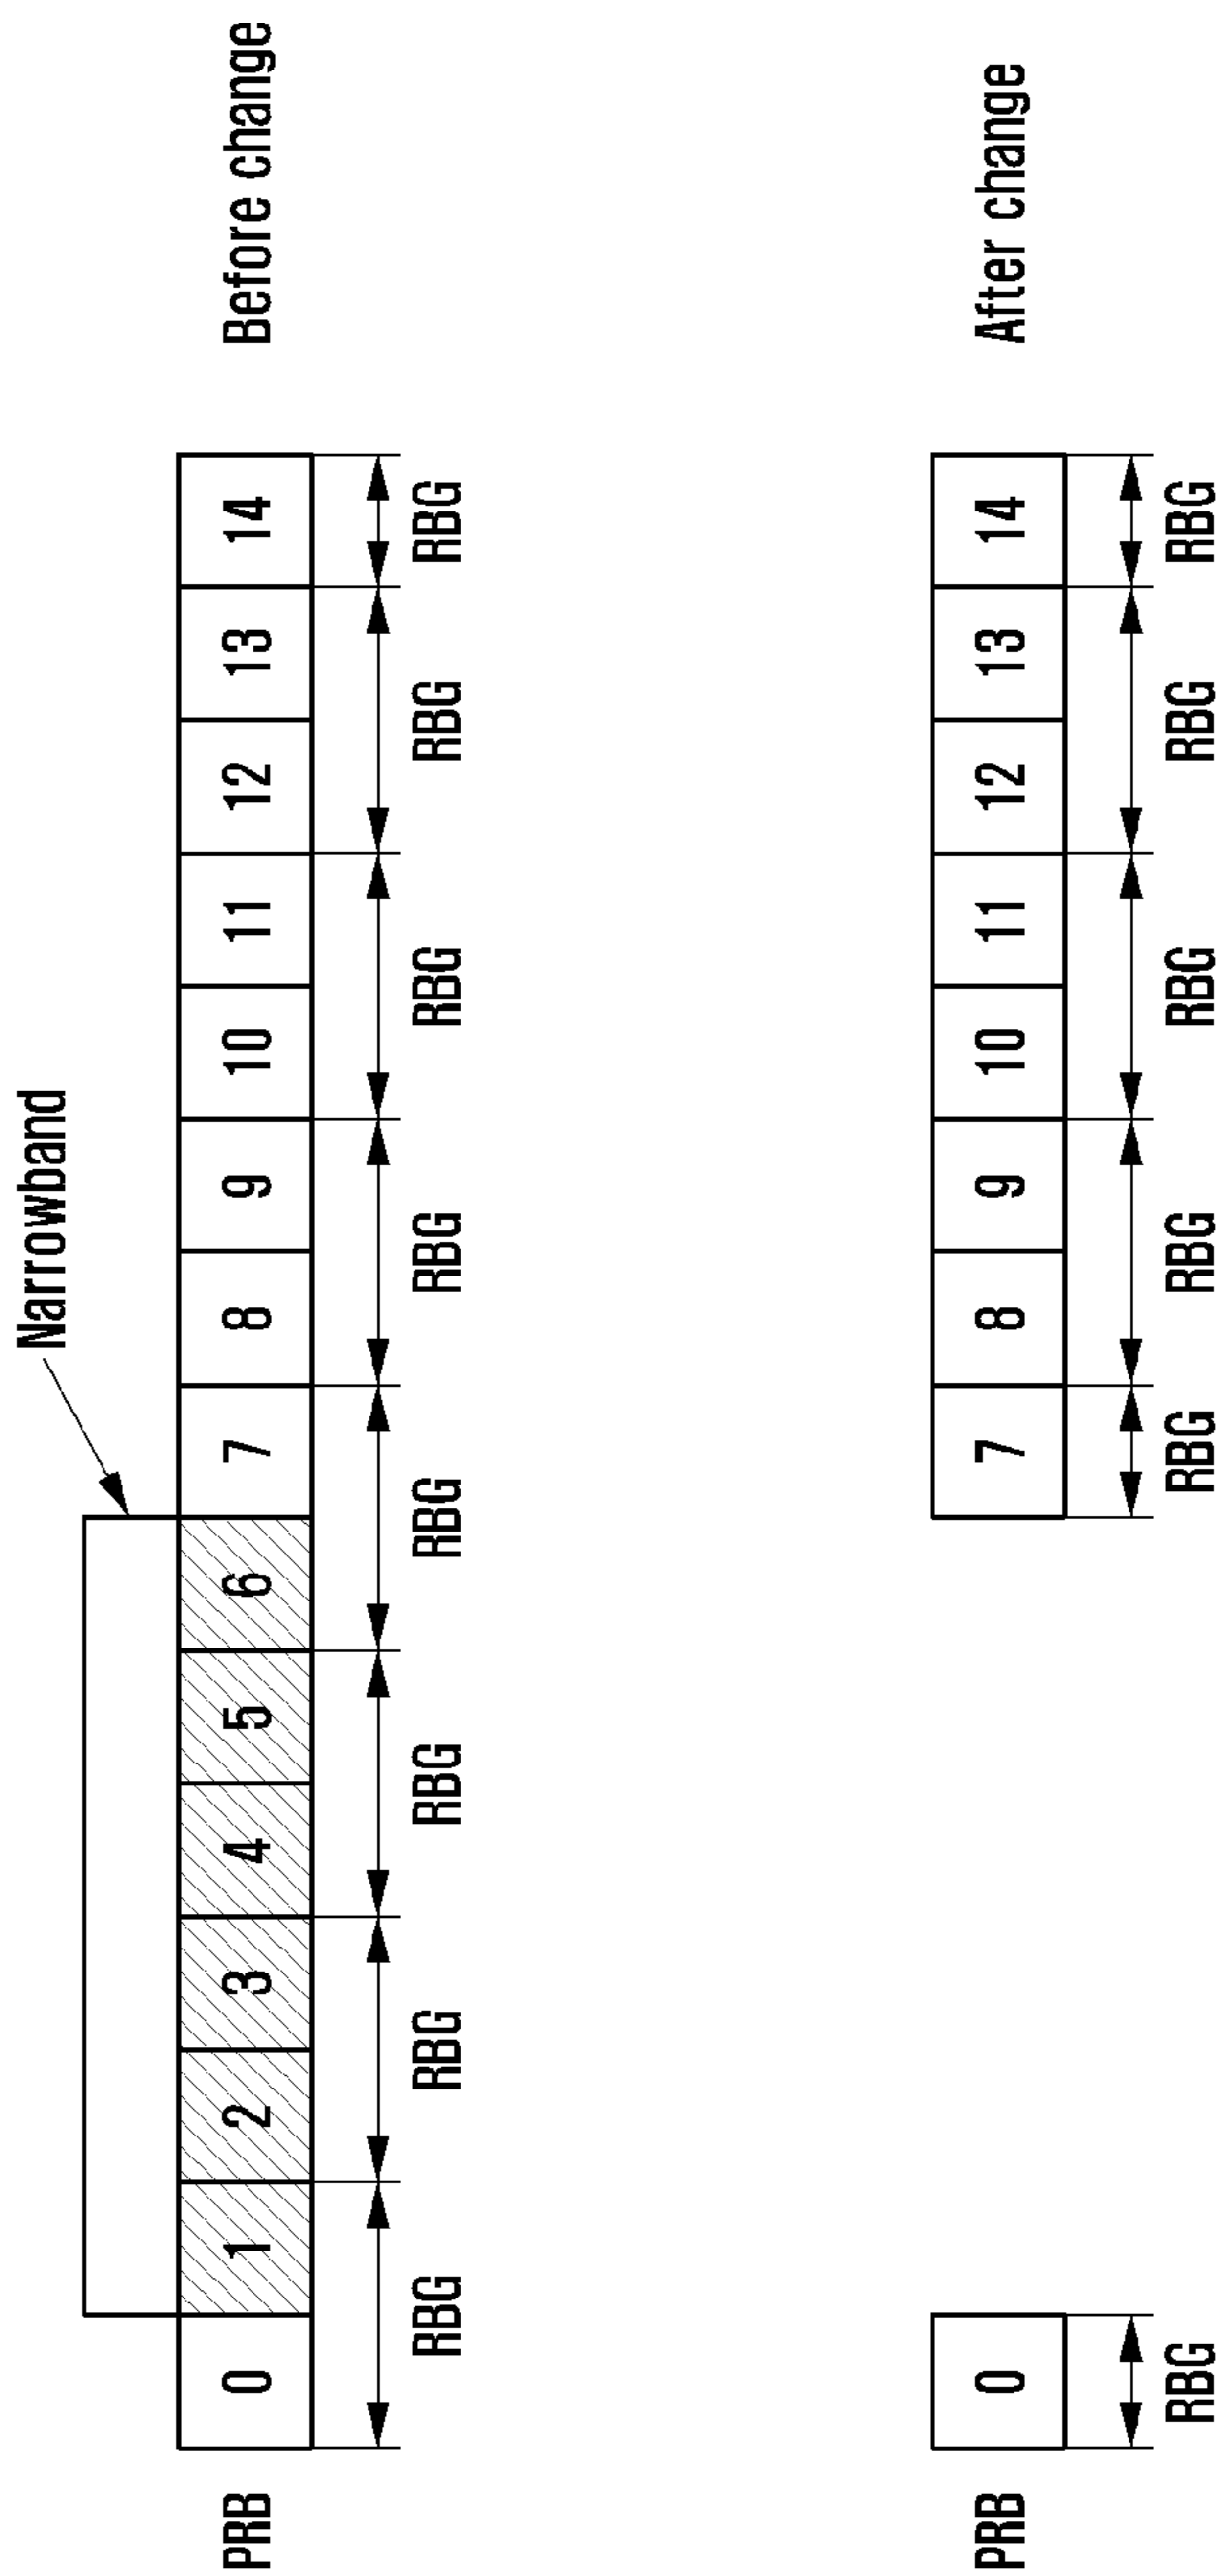 Narrowband
PRB 0 1 2 3 4 5 6 7 8 9 10 11 12 13 14 Before change
RBG RBG RBG RBG RBG RBG RBG RBG
PRB 0 7 8 9 10 11 12 13 14 After change
RBG RBG RBG RBG RBG RBG